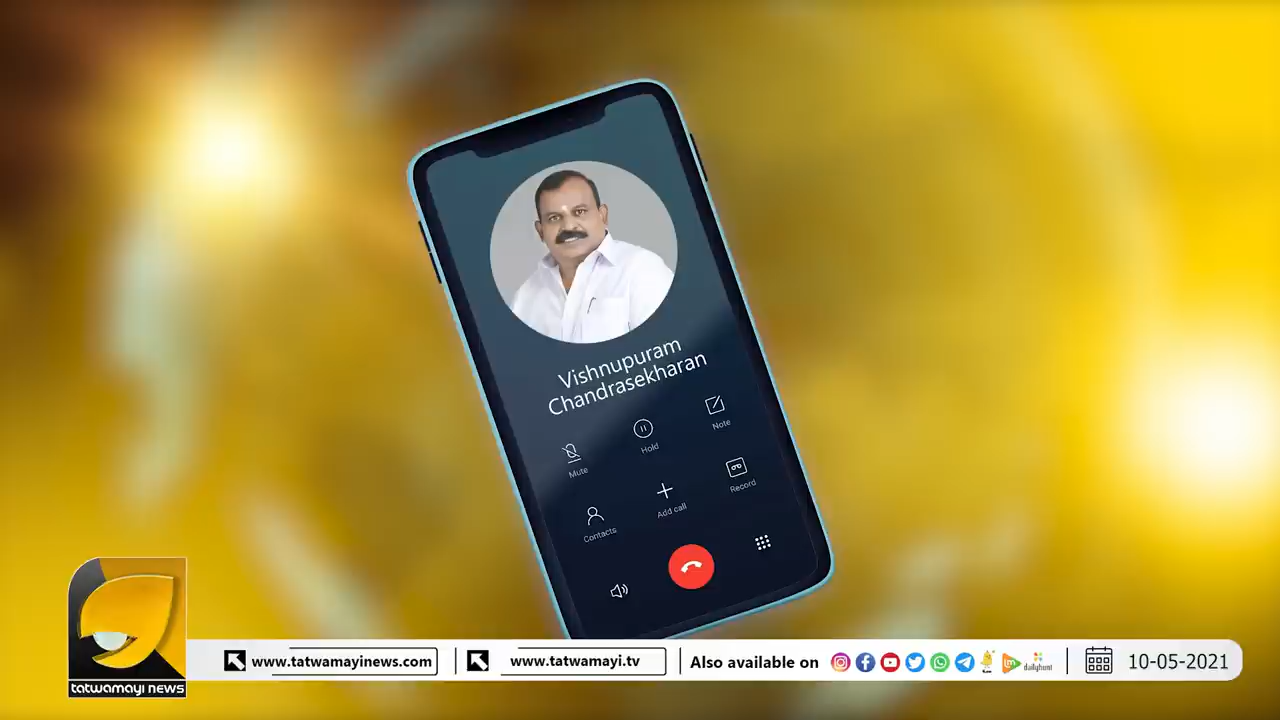 Vishnupuram
Chandrasekharan
Mute
Hold
Note
Contacts
Add call
Record
tatwamayi news
www.tatwamayinews.com
www.tatwamayi.tv
Also available on
dailyhunt
10-05-2021